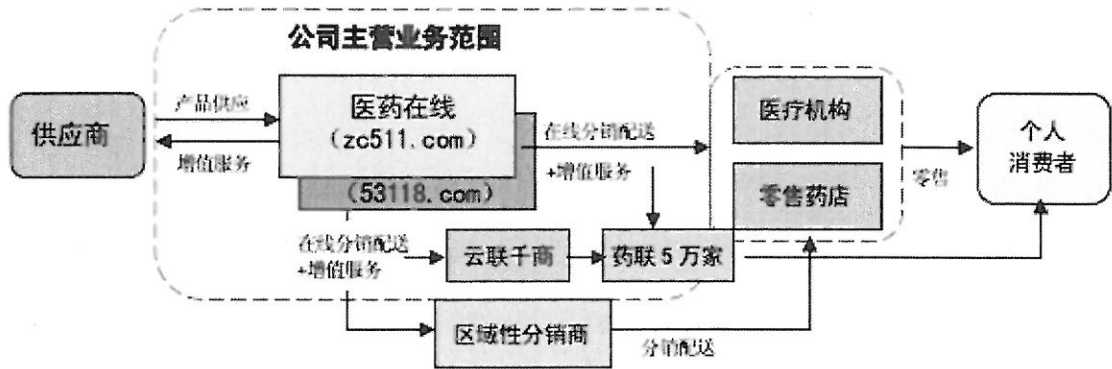 公司主营业务范围
供应商
产品供应
增值服务
医药在线
（zc511.com）
（53118.com）
在线分销配送
+增值服务
医疗机构
零售药店
零售
个人
消费者
在线分销配送
+增值服务
云联千商
药联5万家
区域性分销商
分销配送